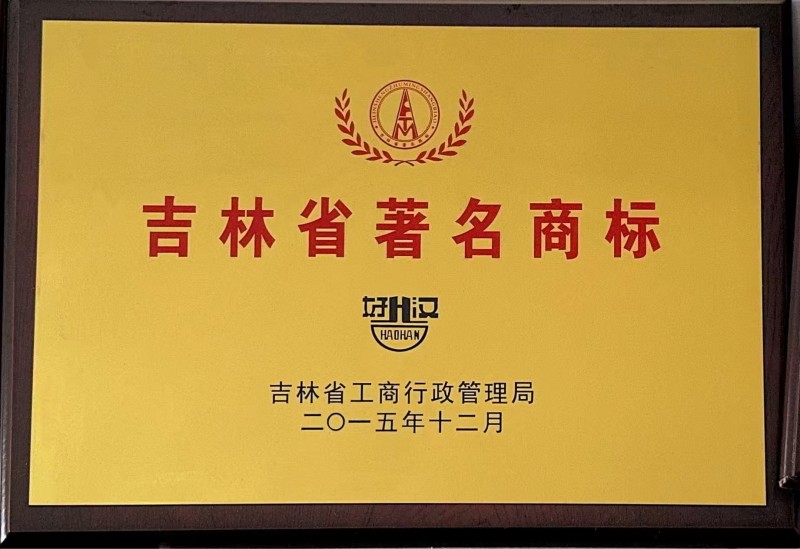 吉林省著名商标
好H汉
HAOHAN
吉林省工商行政管理局
二〇一五年十二月